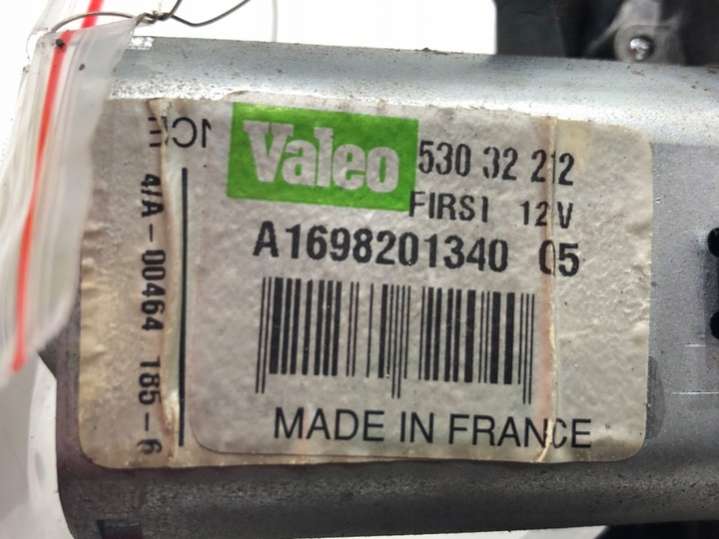 Valeo 530 32 212
FIRST 12V
A1698201340 05
MADE IN FRANCE
4/A-00464 185-6